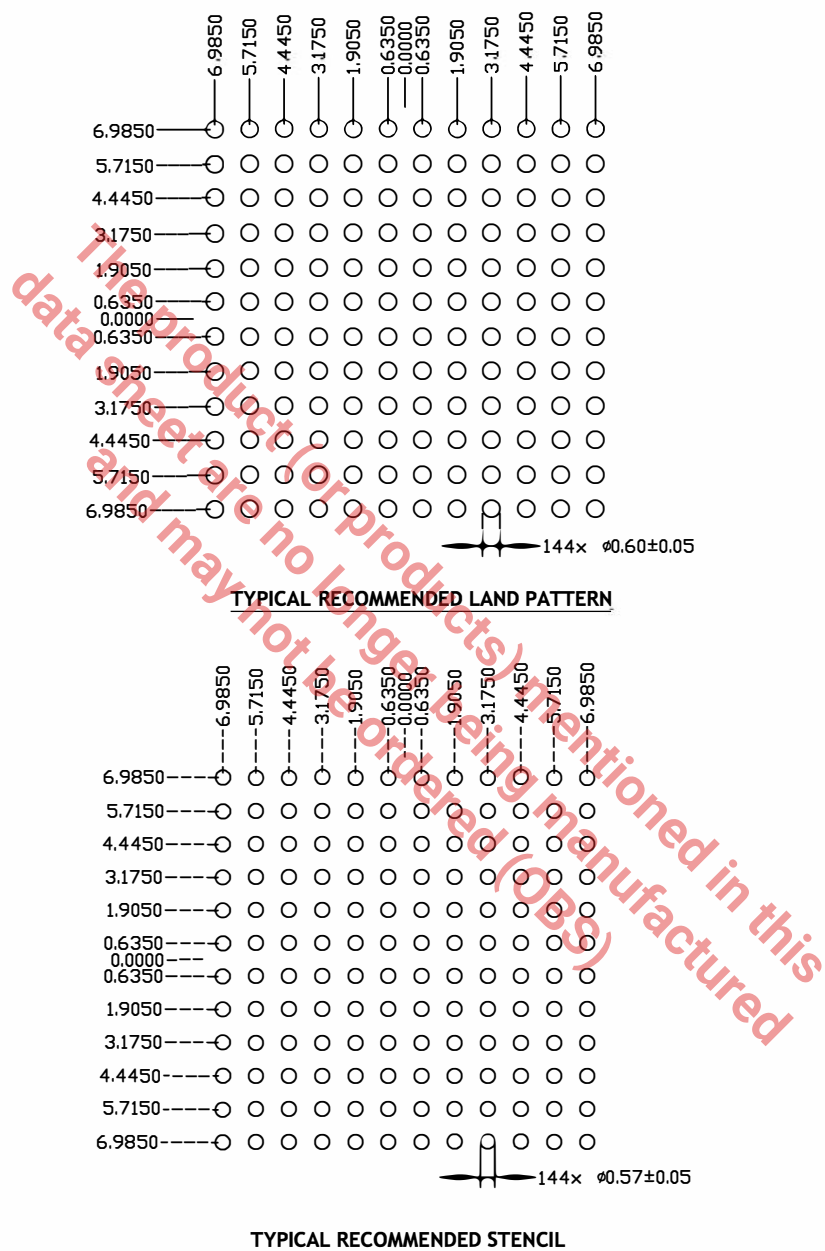 6.9850 5.7150 4.4450 3.1750 1.9050 0.6350 0.0000 0.6350 1.9050 3.1750 4.4450 5.7150 6.9850
6.9850
5.7150
4.4450
3.1750
1.9050
0.6350
0.0000
0.6350
1.9050
3.1750
4.4450
5.7150
6.9850
144x ø0.60±0.05
TYPICAL RECOMMENDED LAND PATTERN
The product (or products) mentioned in this
data sheet are no longer being manufactured
and may not be ordered (OBS)
6.9850 5.7150 4.4450 3.1750 1.9050 0.6350 0.0000 0.6350 1.9050 3.1750 4.4450 5.7150 6.9850
6.9850
5.7150
4.4450
3.1750
1.9050
0.6350
0.0000
0.6350
1.9050
3.1750
4.4450
5.7150
6.9850
144x ø0.57±0.05
TYPICAL RECOMMENDED STENCIL